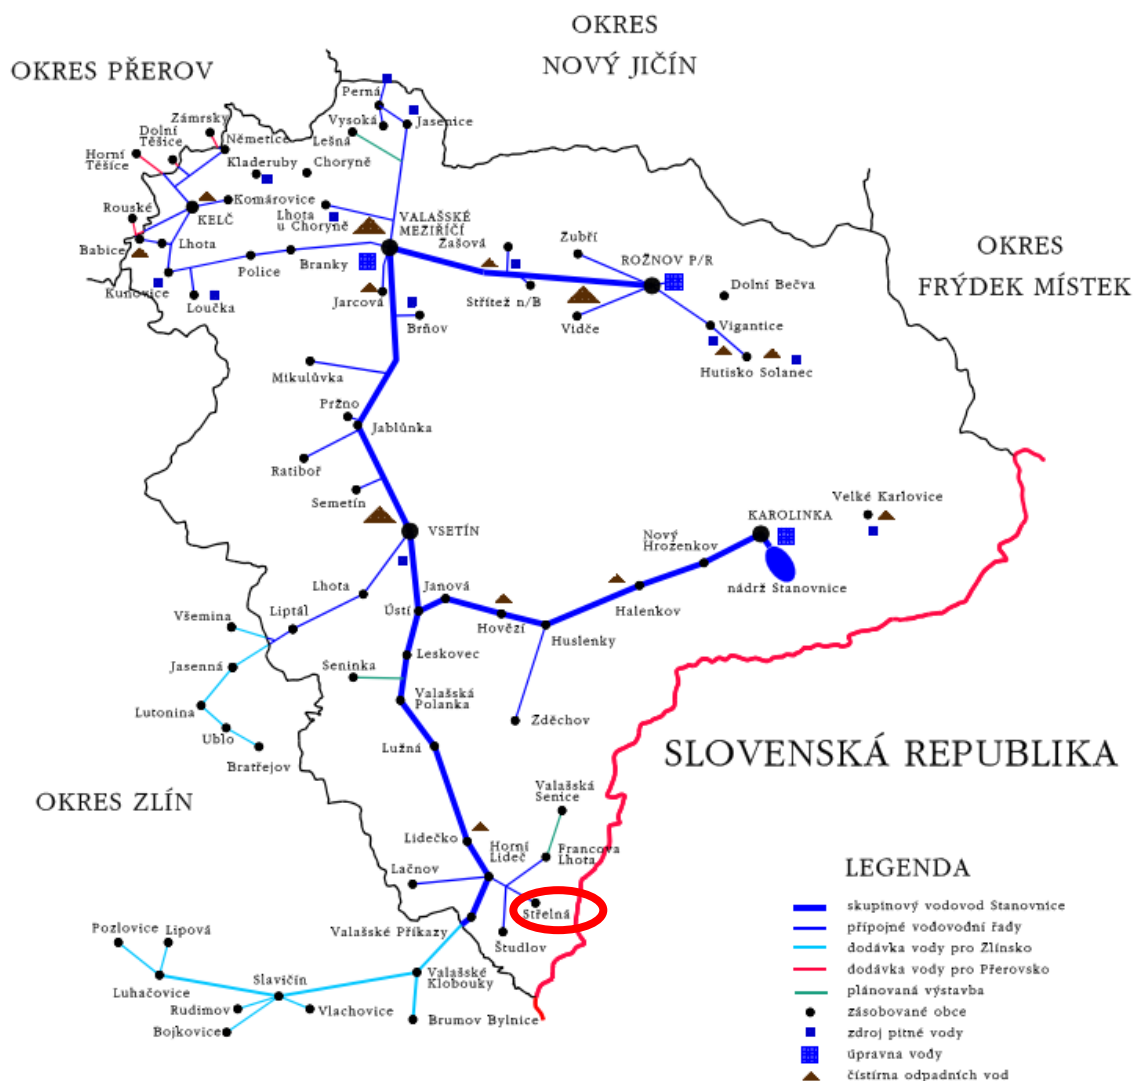 OKRES
NOVÝ JIČÍN
OKRES PŘEROV
Perná
Zámrsky
Vysoká
Jasenice
Dolní
Těšice
Němetice
Lešná
Horní
Těšíce
Kladeruby
Choryně
Komárovice
Rouské
KELČ
Lhota
u Choryně
VALAŠSKÉ
MEZIŘÍČÍ
Zašová
Zubří
OKRES
FRÝDEK MÍSTEK
Babice
Lhota
Police
Branky
ROŽNOV P/R
Dolní Bečva
Kunovice
Loučka
Jarcová
Střítež n/B
Brňov
Vidče
Vigantice
Hutisko Solanec
Mikulůvka
Pržno
Jablůnka
Ratiboř
Semetín
Velké Karlovice
VSETÍN
KAROLINKA
Nový
Hrozenkov
nádrž Stanovnice
Lhota
Janová
Halenkov
Všemina
Liptál
Ústí
Hovězí
Huslenky
Leskovec
Jasenná
Seninka
Valašská
Polanka
Lutonina
Zděchov
Ublo
Lužná
Bratřejov
SLOVENSKÁ REPUBLIKA
OKRES ZLÍN
Valašská
Senice
Lidečko
Horní
Lideč
Francova
Lhota
Lačnov
Střelná
Valašské Příkazy
Študlov
Pozlovice
Lipová
Slavičín
Valašské
Klobouky
Luhačovice
Rudimov
Vlachovice
Bojkovice
Brumov Bylnice
LEGENDA
skupinový vodovod Stanovnice
přípojné vodovodní řady
dodávka vody pro Zlínsko
dodávka vody pro Přerovsko
plánovaná výstavba
zásobované obce
zdroj pitné vody
úpravna vody
čístírna odpadních vod